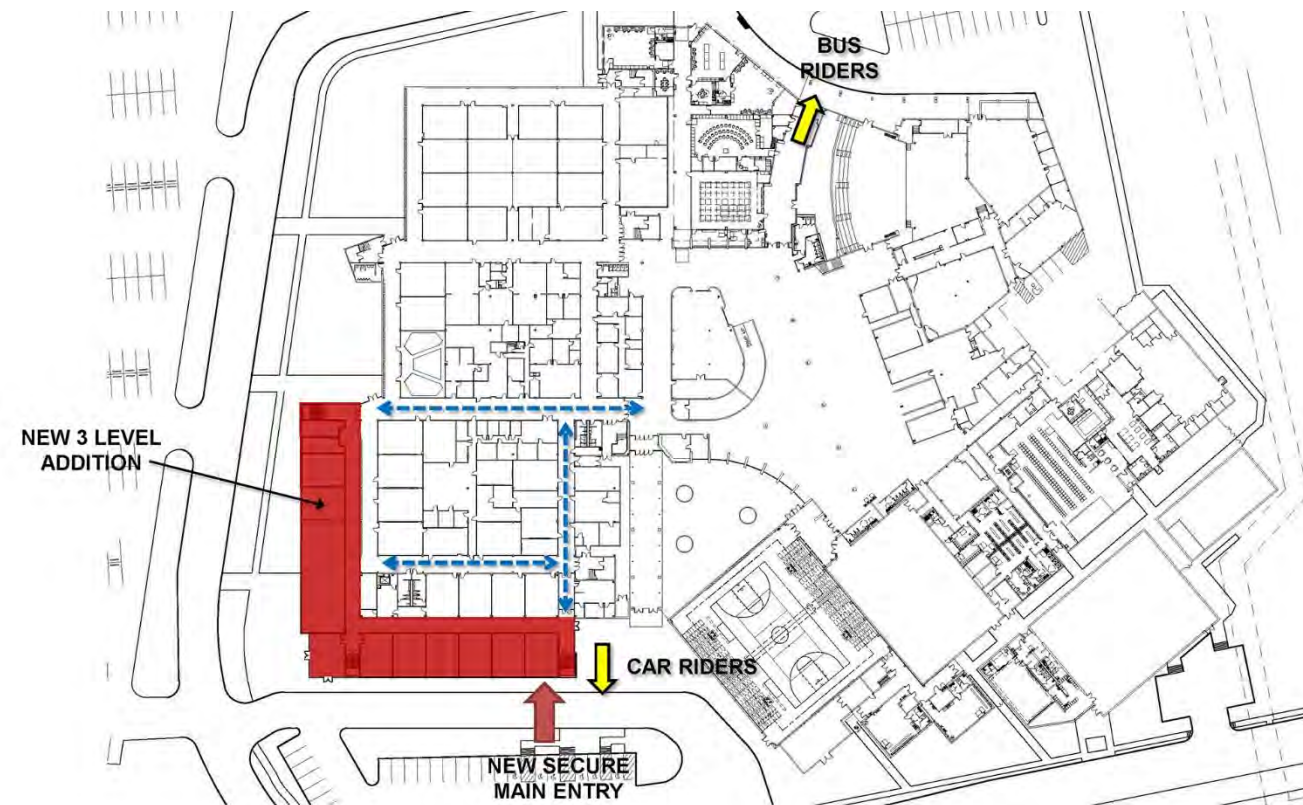 BUS
RIDERS
NEW 3 LEVEL
ADDITION
CAR RIDERS
NEW SECURE
MAIN ENTRY